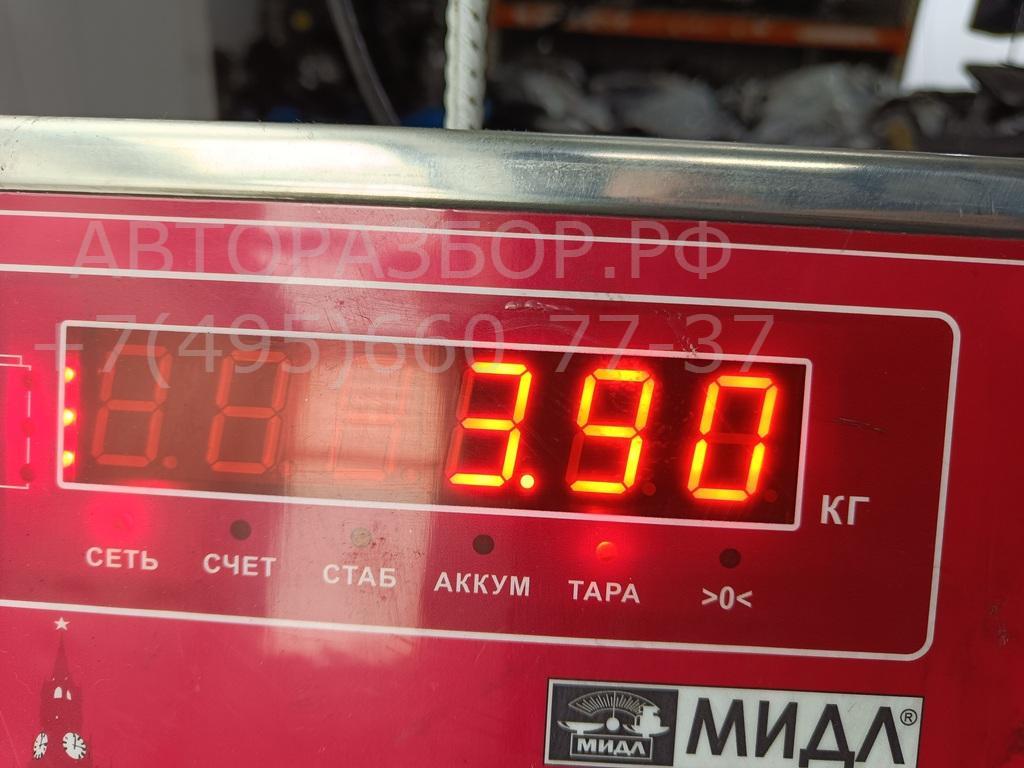 АВТОРАЗБОР.РФ
+7(495)660-77-37
3.90
КГ
СЕТЬ СЧЕТ СТАБ АККУМ ТАРА >0<
МИДЛ МИДЛ®